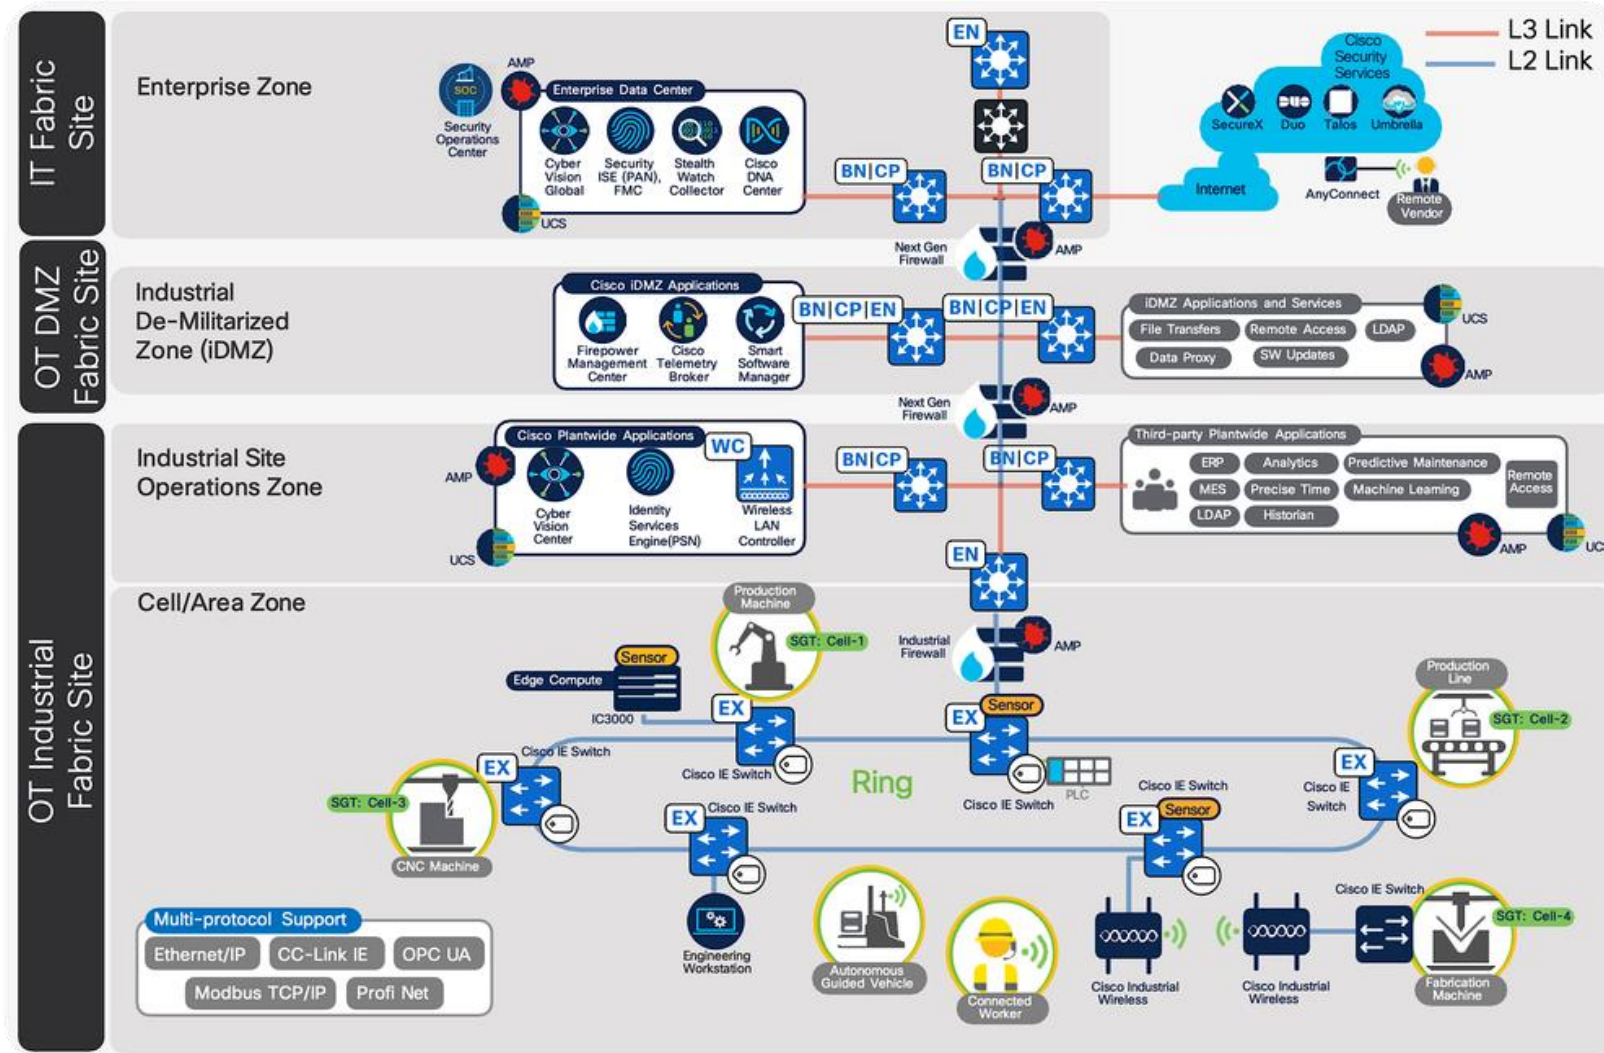 L3 Link
L2 Link
IT Fabric
Site
Enterprise Zone
SOC
Security
Operations
Center
AMP
Enterprise Data Center
Cyber
Vision
Global
Security
ISE (PAN),
FMC
Stealth
Watch
Collector
Cisco
DNA
Center
UCS
EN
BN|CP
BN|CP
Cisco
Security
Services
SecureX
Duo
Talos
Umbrella
Internet
AnyConnect
Remote
Vendor
Next Gen
Firewall
AMP
OT DMZ
Fabric Site
Industrial
De-Militarized
Zone (iDMZ)
Cisco iDMZ Applications
Firepower
Management
Center
Cisco
Telemetry
Broker
Smart
Software
Manager
BN|CP|EN
BN|CP|EN
iDMZ Applications and Services
File Transfers
Remote Access
LDAP
Data Proxy
SW Updates
UCS
AMP
Next Gen
Firewall
AMP
OT Industrial
Fabric Site
Industrial Site
Operations Zone
AMP
UCS
Cisco Plantwide Applications
WC
Cyber
Vision
Center
Identity
Services
Engine(PSN)
Wireless
LAN
Controller
BN|CP
BN|CP
Third-party Plantwide Applications
ERP
Analytics
Predictive Maintenance
MES
Precise Time
Machine Learning
LDAP
Historian
Remote
Access
AMP
UC
EN
Cell/Area Zone
Production
Machine
SGT: Cell-1
Sensor
Edge Compute
IC3000
EX
Cisco IE Switch
Industrial
Firewall
AMP
Sensor
EX
Cisco IE Switch
PLC
Production
Line
SGT: Cell-2
EX
Cisco IE
Switch
Cisco IE Switch
EX
SGT: Cell-3
CNC Machine
Ring
EX
Cisco IE Switch
Engineering
Workstation
Cisco IE Switch
Sensor
EX
Autonomous
Guided Vehicle
Connected
Worker
Cisco Industrial
Wireless
Cisco Industrial
Wireless
Cisco IE Switch
SGT: Cell-4
Fabrication
Machine
Multi-protocol Support
Ethernet/IP
CC-Link IE
OPC UA
Modbus TCP/IP
Profi Net